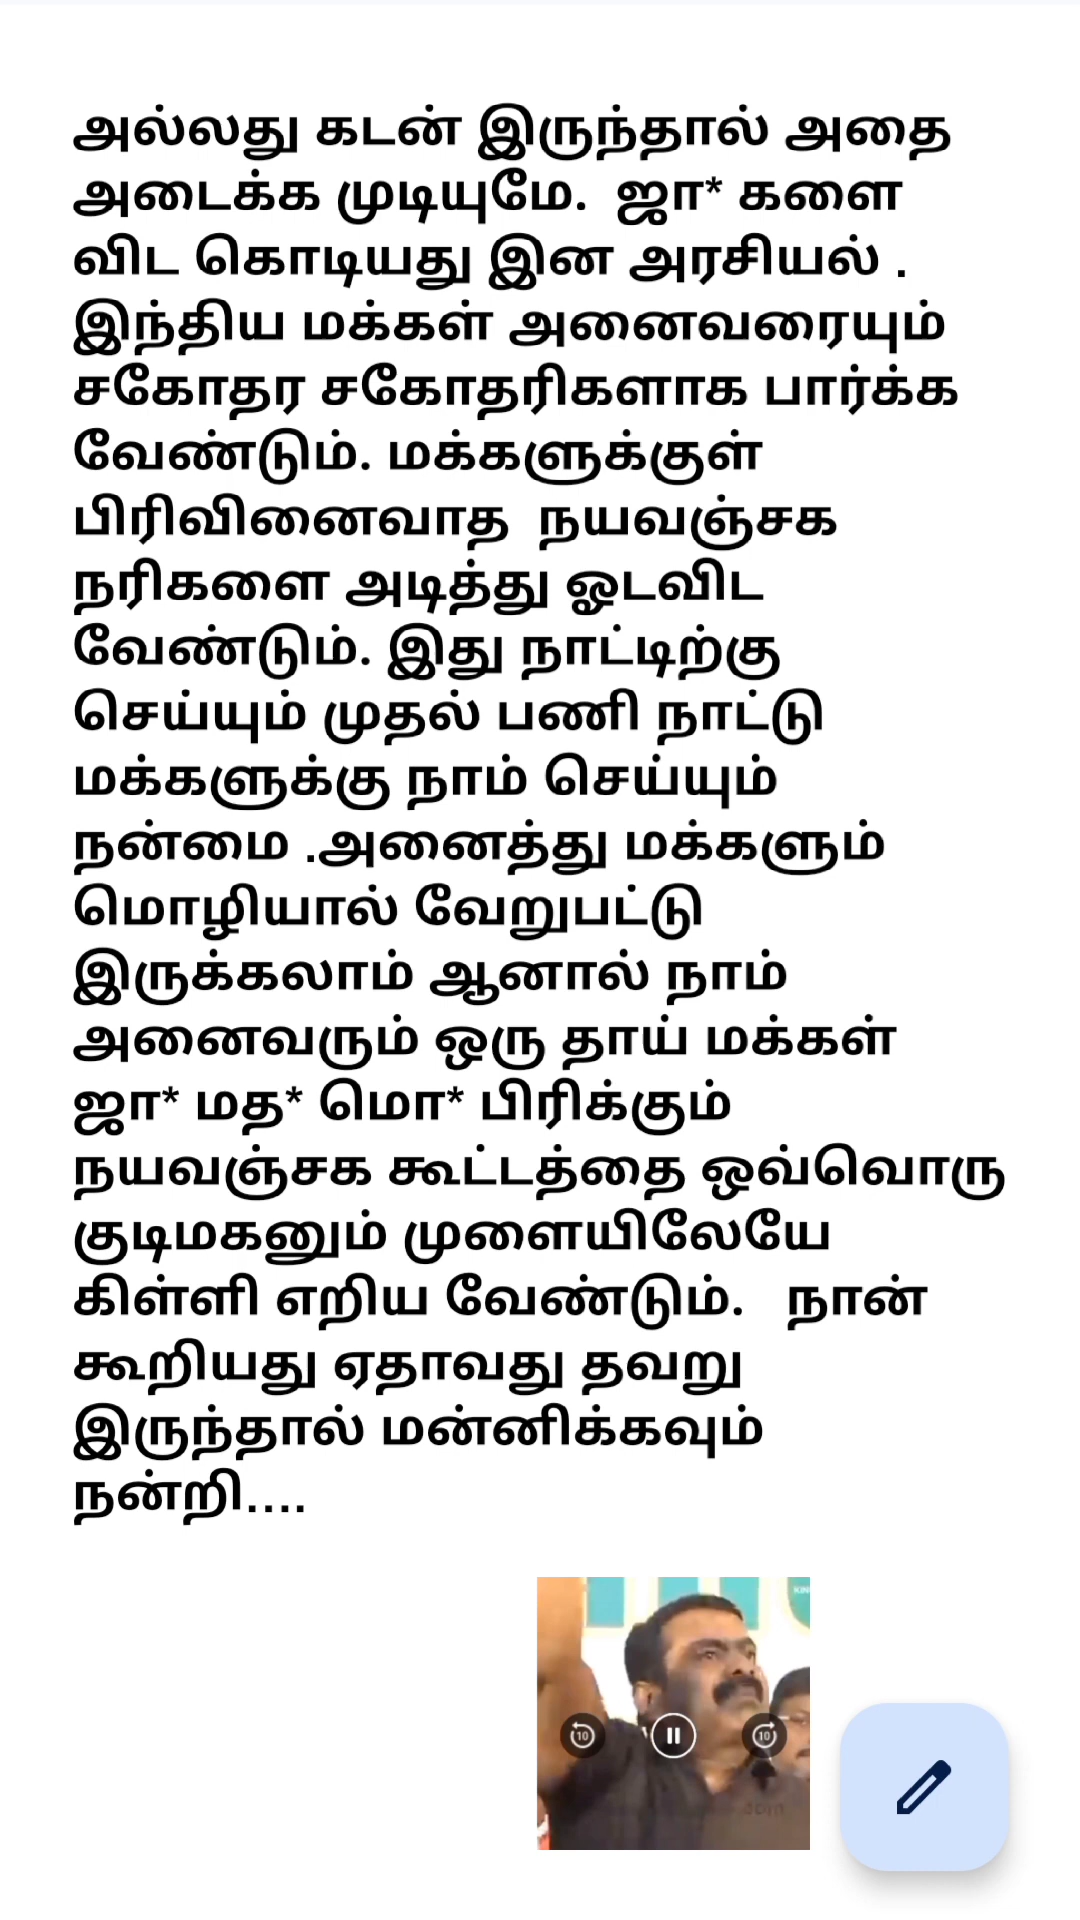 அல்லது கடன் இருந்தால் அதை
அடைக்க முடியுமே.  ஜா* களை
விட கொடியது இன அரசியல் .
இந்திய மக்கள் அனைவரையும்
சகோதர சகோதரிகளாக பார்க்க
வேண்டும். மக்களுக்குள்
பிரிவினைவாத  நயவஞ்சக
நரிகளை அடித்து ஓடவிட
வேண்டும். இது நாட்டிற்கு
செய்யும் முதல் பணி நாட்டு
மக்களுக்கு நாம் செய்யும்
நன்மை .அனைத்து மக்களும்
மொழியால் வேறுபட்டு
இருக்கலாம் ஆனால் நாம்
அனைவரும் ஒரு தாய் மக்கள்
ஜா* மத* மொ* பிரிக்கும்
நயவஞ்சக கூட்டத்தை ஒவ்வொரு
குடிமகனும் முளையிலேயே
கிள்ளி எறிய வேண்டும்.   நான்
கூறியது ஏதாவது தவறு
இருந்தால் மன்னிக்கவும்
நன்றி....
10 10